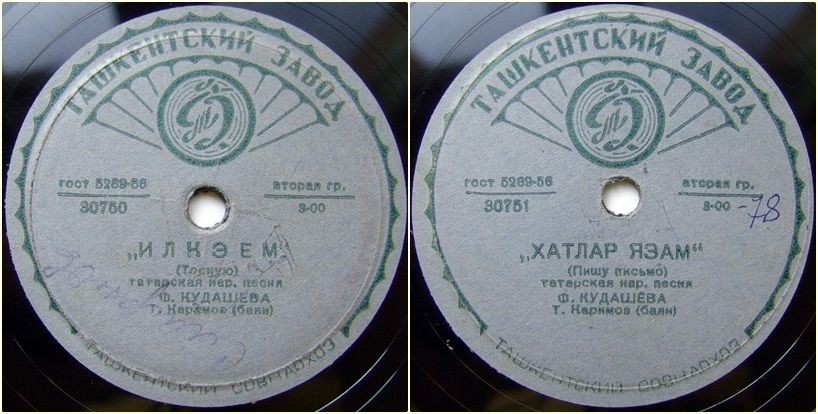 ТАШКЕНТСКИЙ ЗАВОД
ГОСТ 5289-56
30750
вторая гр.
8-00
„ИЛКЭЕМ“
(Тоскую)
татарская нар. песня
Ф. КУДАШЕВА
Т. Каримов (баян)
ТАШКЕНТСКИЙ СОВНАРХОЗ
ТАШКЕНТСКИЙ ЗАВОД
ГОСТ 5289-56
30751
вторая гр.
8-00
-78
„ХАТЛАР ЯЗАМ“
(Пишу письмо)
татарская нар. песня
Ф. КУДАШЕВА
Т. Каримов (баян)
ТАШКЕНТСКИЙ СОВНАРХОЗ